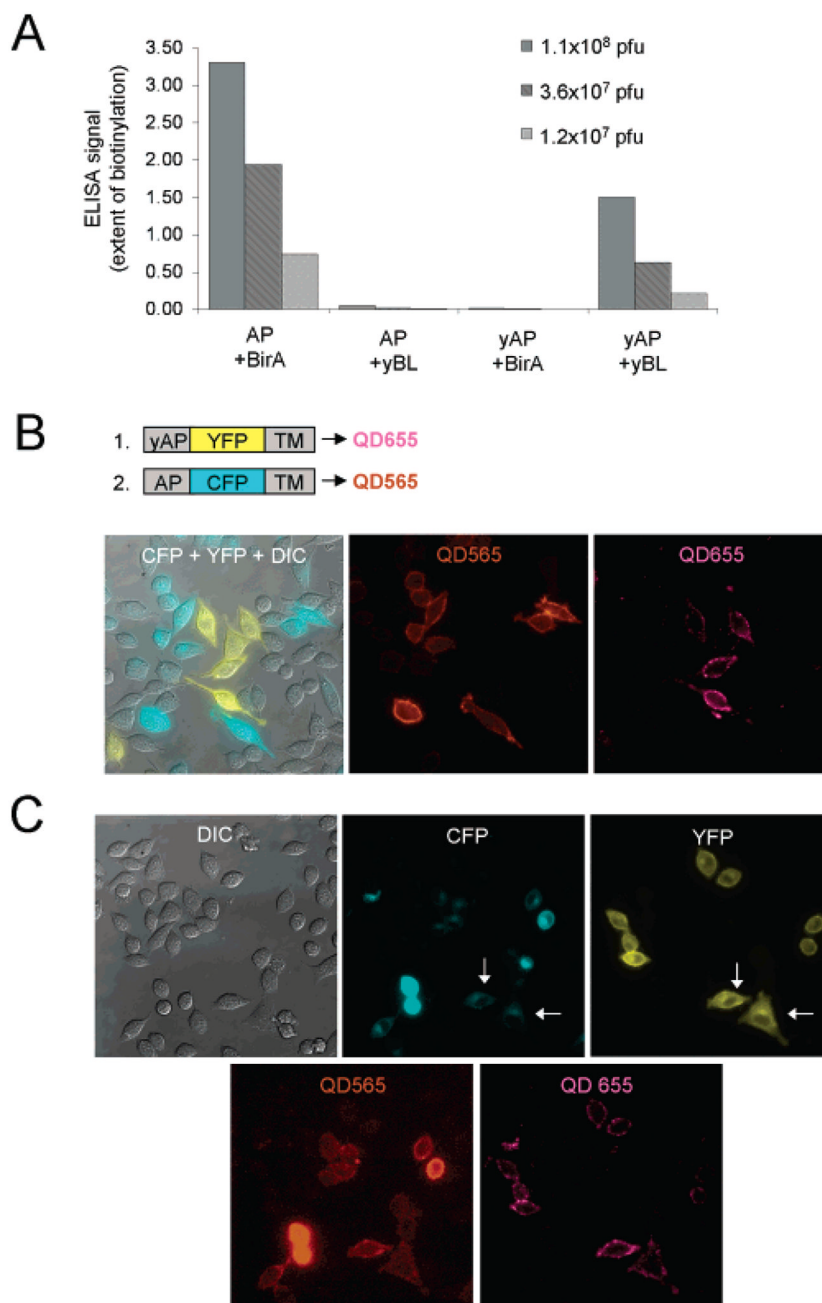 A
ELISA signal
(extent of biotinylation)
3.50
3.00
2.50
2.00
1.50
1.00
0.50
0.00
1.1x10⁸ pfu
3.6x10⁷ pfu
1.2x10⁷ pfu
AP
+BirA
AP
+yBL
yAP
+BirA
yAP
+yBL
B
1. yAP YFP TM → QD655
2. AP CFP TM → QD565
CFP + YFP + DIC
QD565
QD655
C
DIC
CFP
YFP
QD565
QD 655